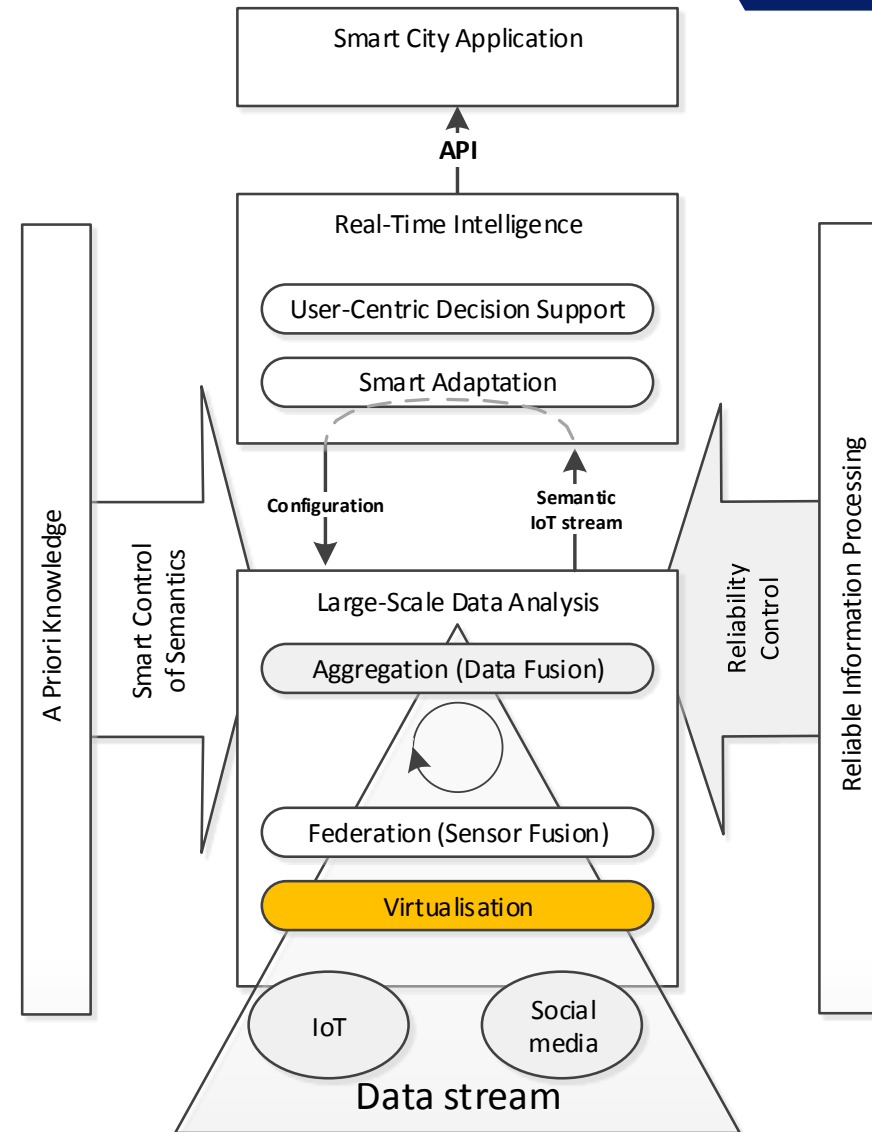 Smart City Application
API
Real-Time Intelligence
User-Centric Decision Support
Smart Adaptation
Configuration
Semantic
IoT stream
A Priori Knowledge
Smart Control
of Semantics
Large-Scale Data Analysis
Aggregation (Data Fusion)
Federation (Sensor Fusion)
Virtualisation
Reliability
Control
Reliable Information Processing
IoT
Social
media
Data stream